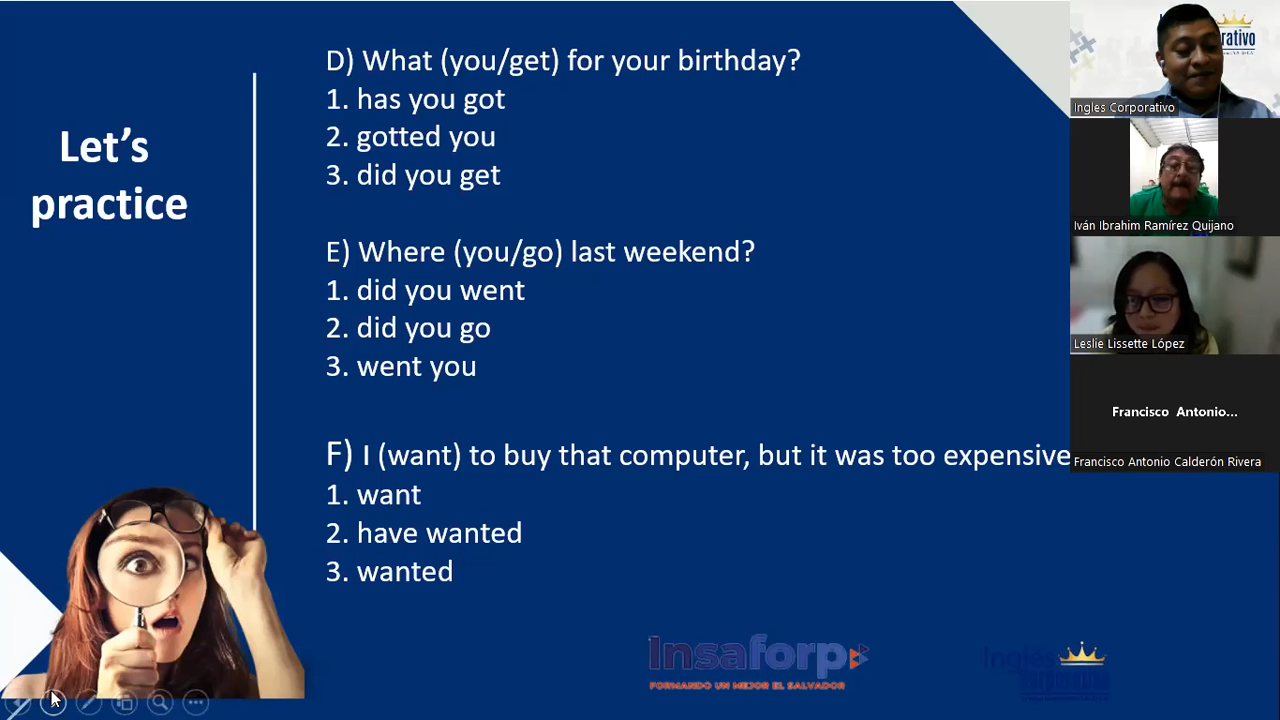 Let's
practice
D) What (you/get) for your birthday?
1. has you got
2. gotted you
3. did you get
E) Where (you/go) last weekend?
1. did you went
2. did you go
3. went you
F) I (want) to buy that computer, but it was too expensive
1. want
2. have wanted
3. wanted
Insaforp
FORMANDO UN MEJOR EL SALVADOR
Ingles
Corporativo
Ingles Corporativo
Iván Ibrahim Ramírez Quijano
Leslie Lissette López
Francisco Antonio...
Francisco Antonio Calderón Rivera